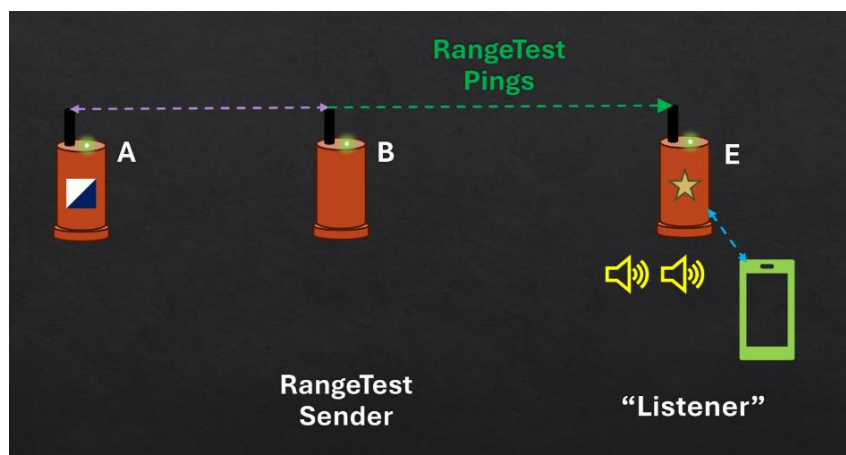 RangeTest
Pings
A
B
E
RangeTest
Sender
“Listener”